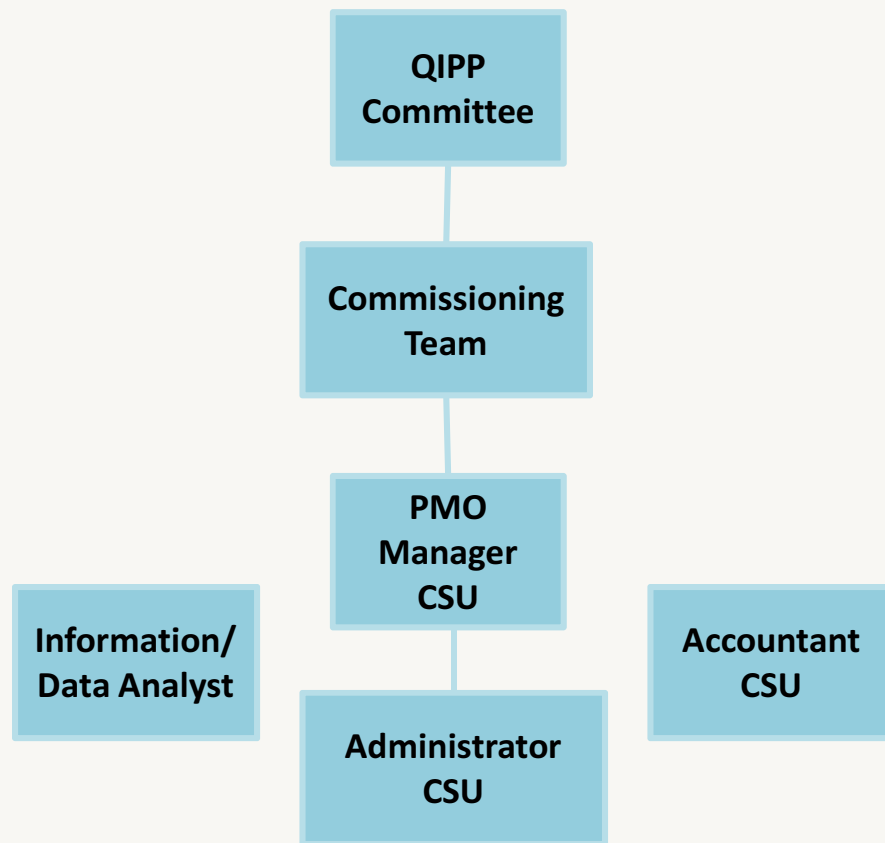 QIPP
Committee
Commissioning
Team
PMO
Manager
CSU
Information/
Data Analyst
Accountant
CSU
Administrator
CSU